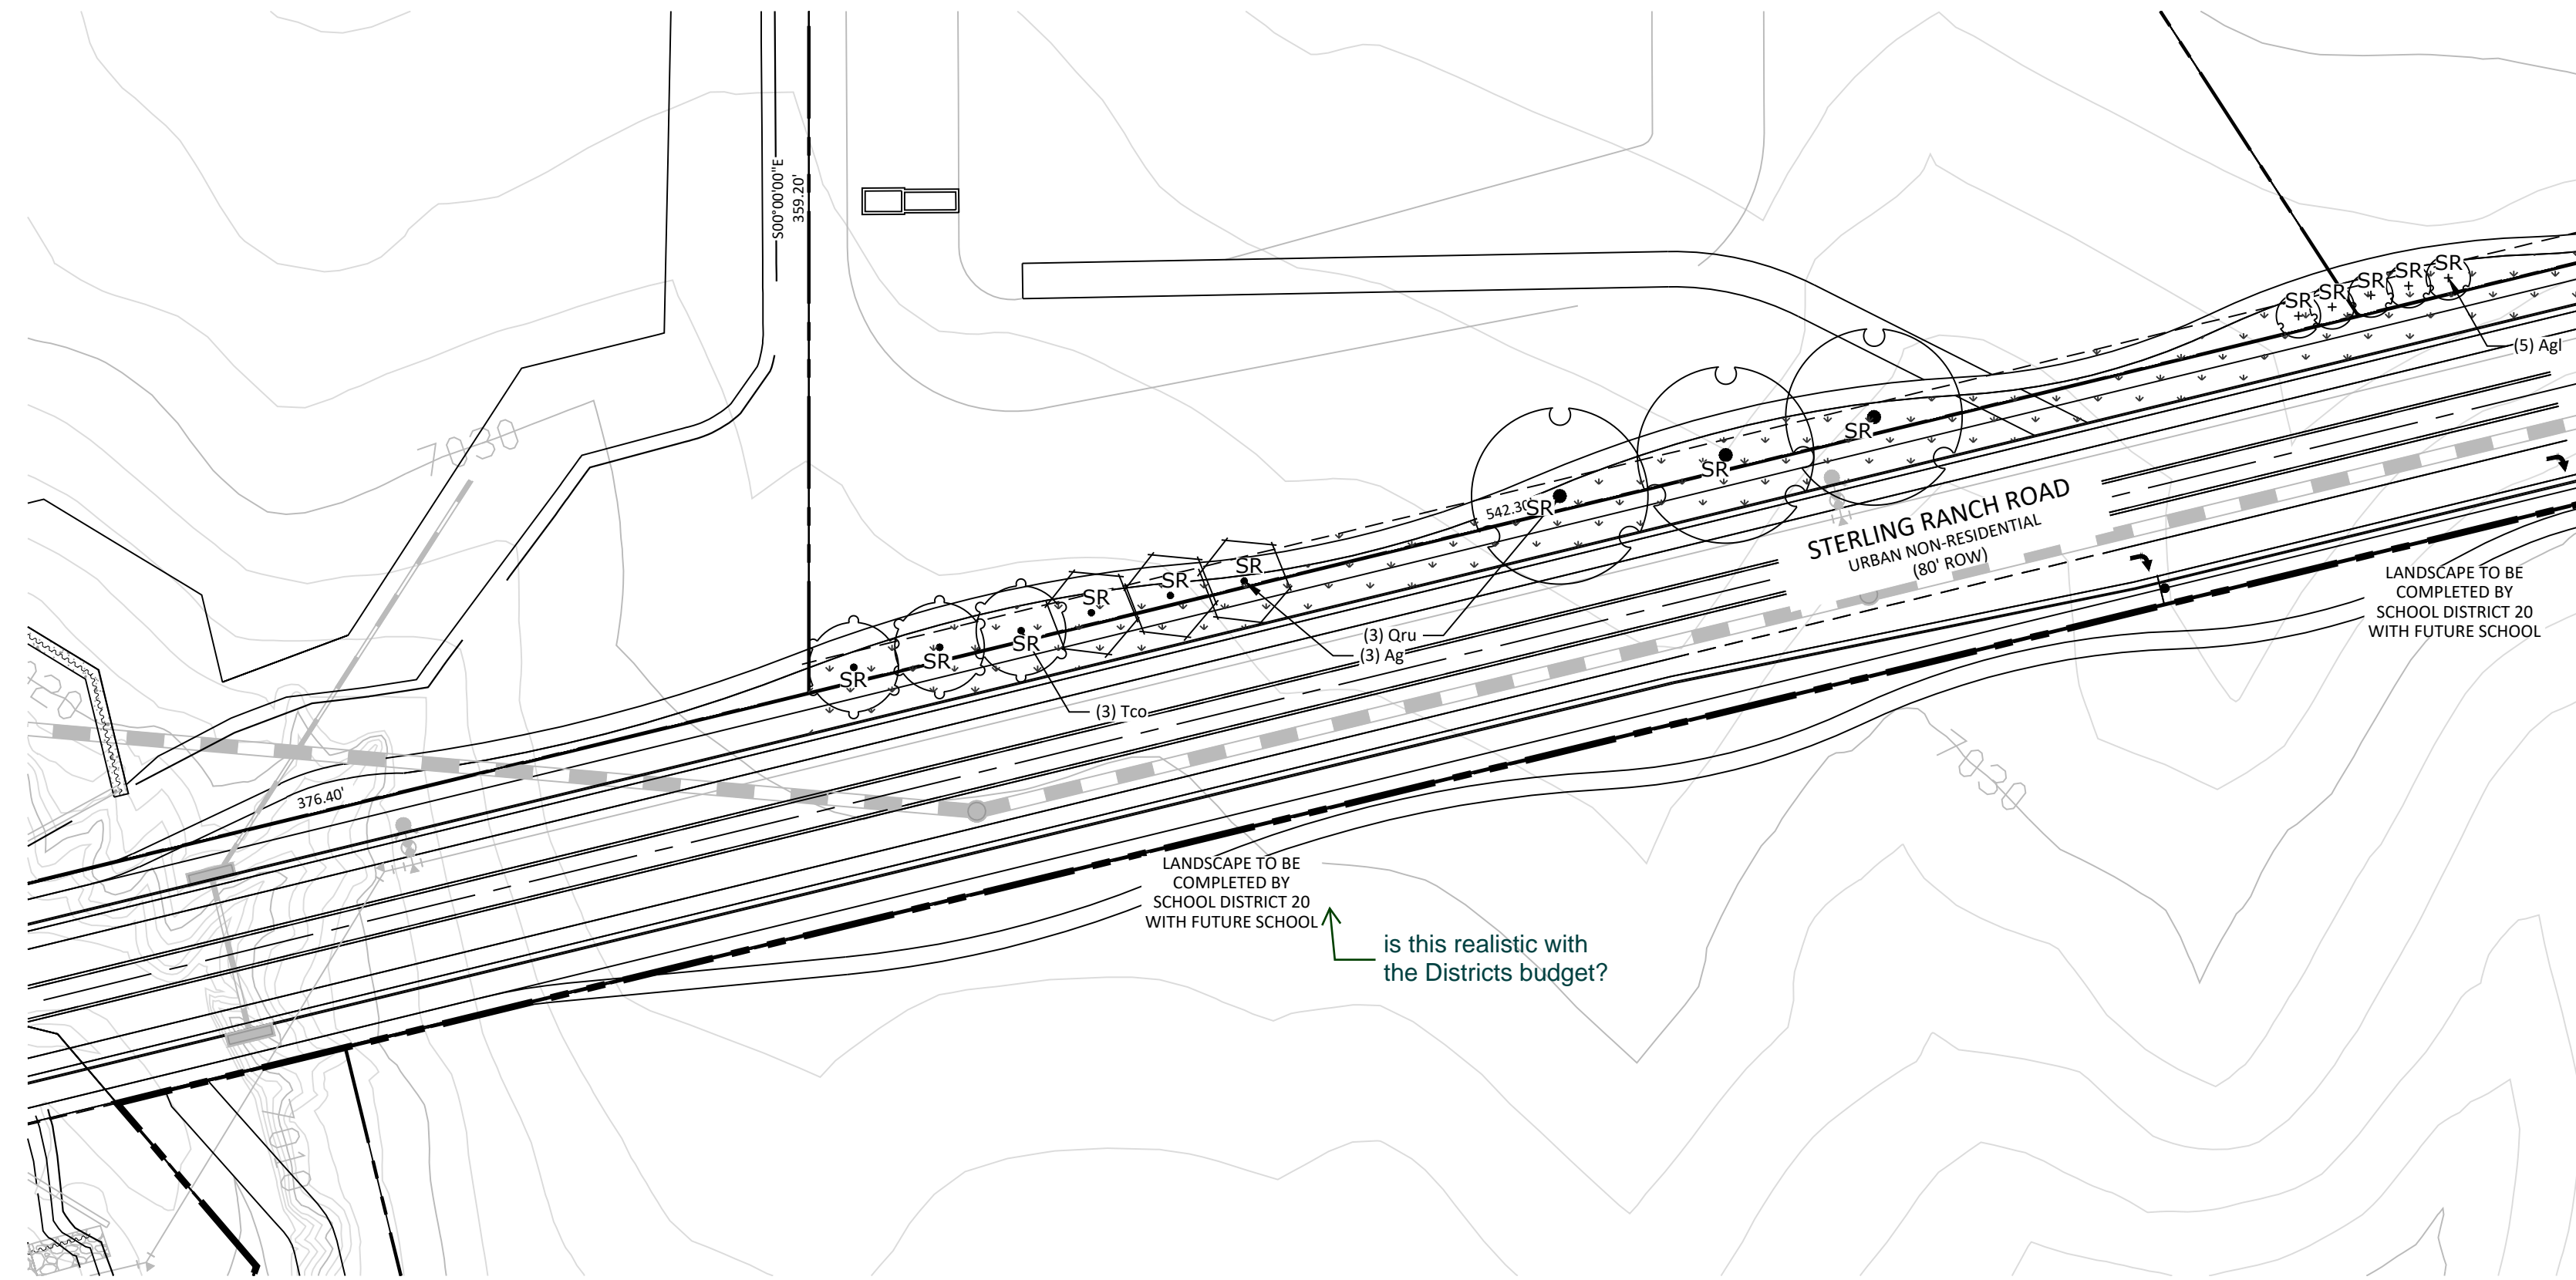 S00°00'00"E
359.20'
7030
SR
SR
SR
SR
SR
(5) Agl
SR
SR
542.30'
SR
STERLING RANCH ROAD
URBAN NON-RESIDENTIAL
(80' ROW)
LANDSCAPE TO BE
COMPLETED BY
SCHOOL DISTRICT 20
WITH FUTURE SCHOOL
SR
SR
SR
(3) Qru
(3) Ag
SR
SR
SR
(3) Tco
7030
376.40'
LANDSCAPE TO BE
COMPLETED BY
SCHOOL DISTRICT 20
WITH FUTURE SCHOOL
is this realistic with
the Districts budget?